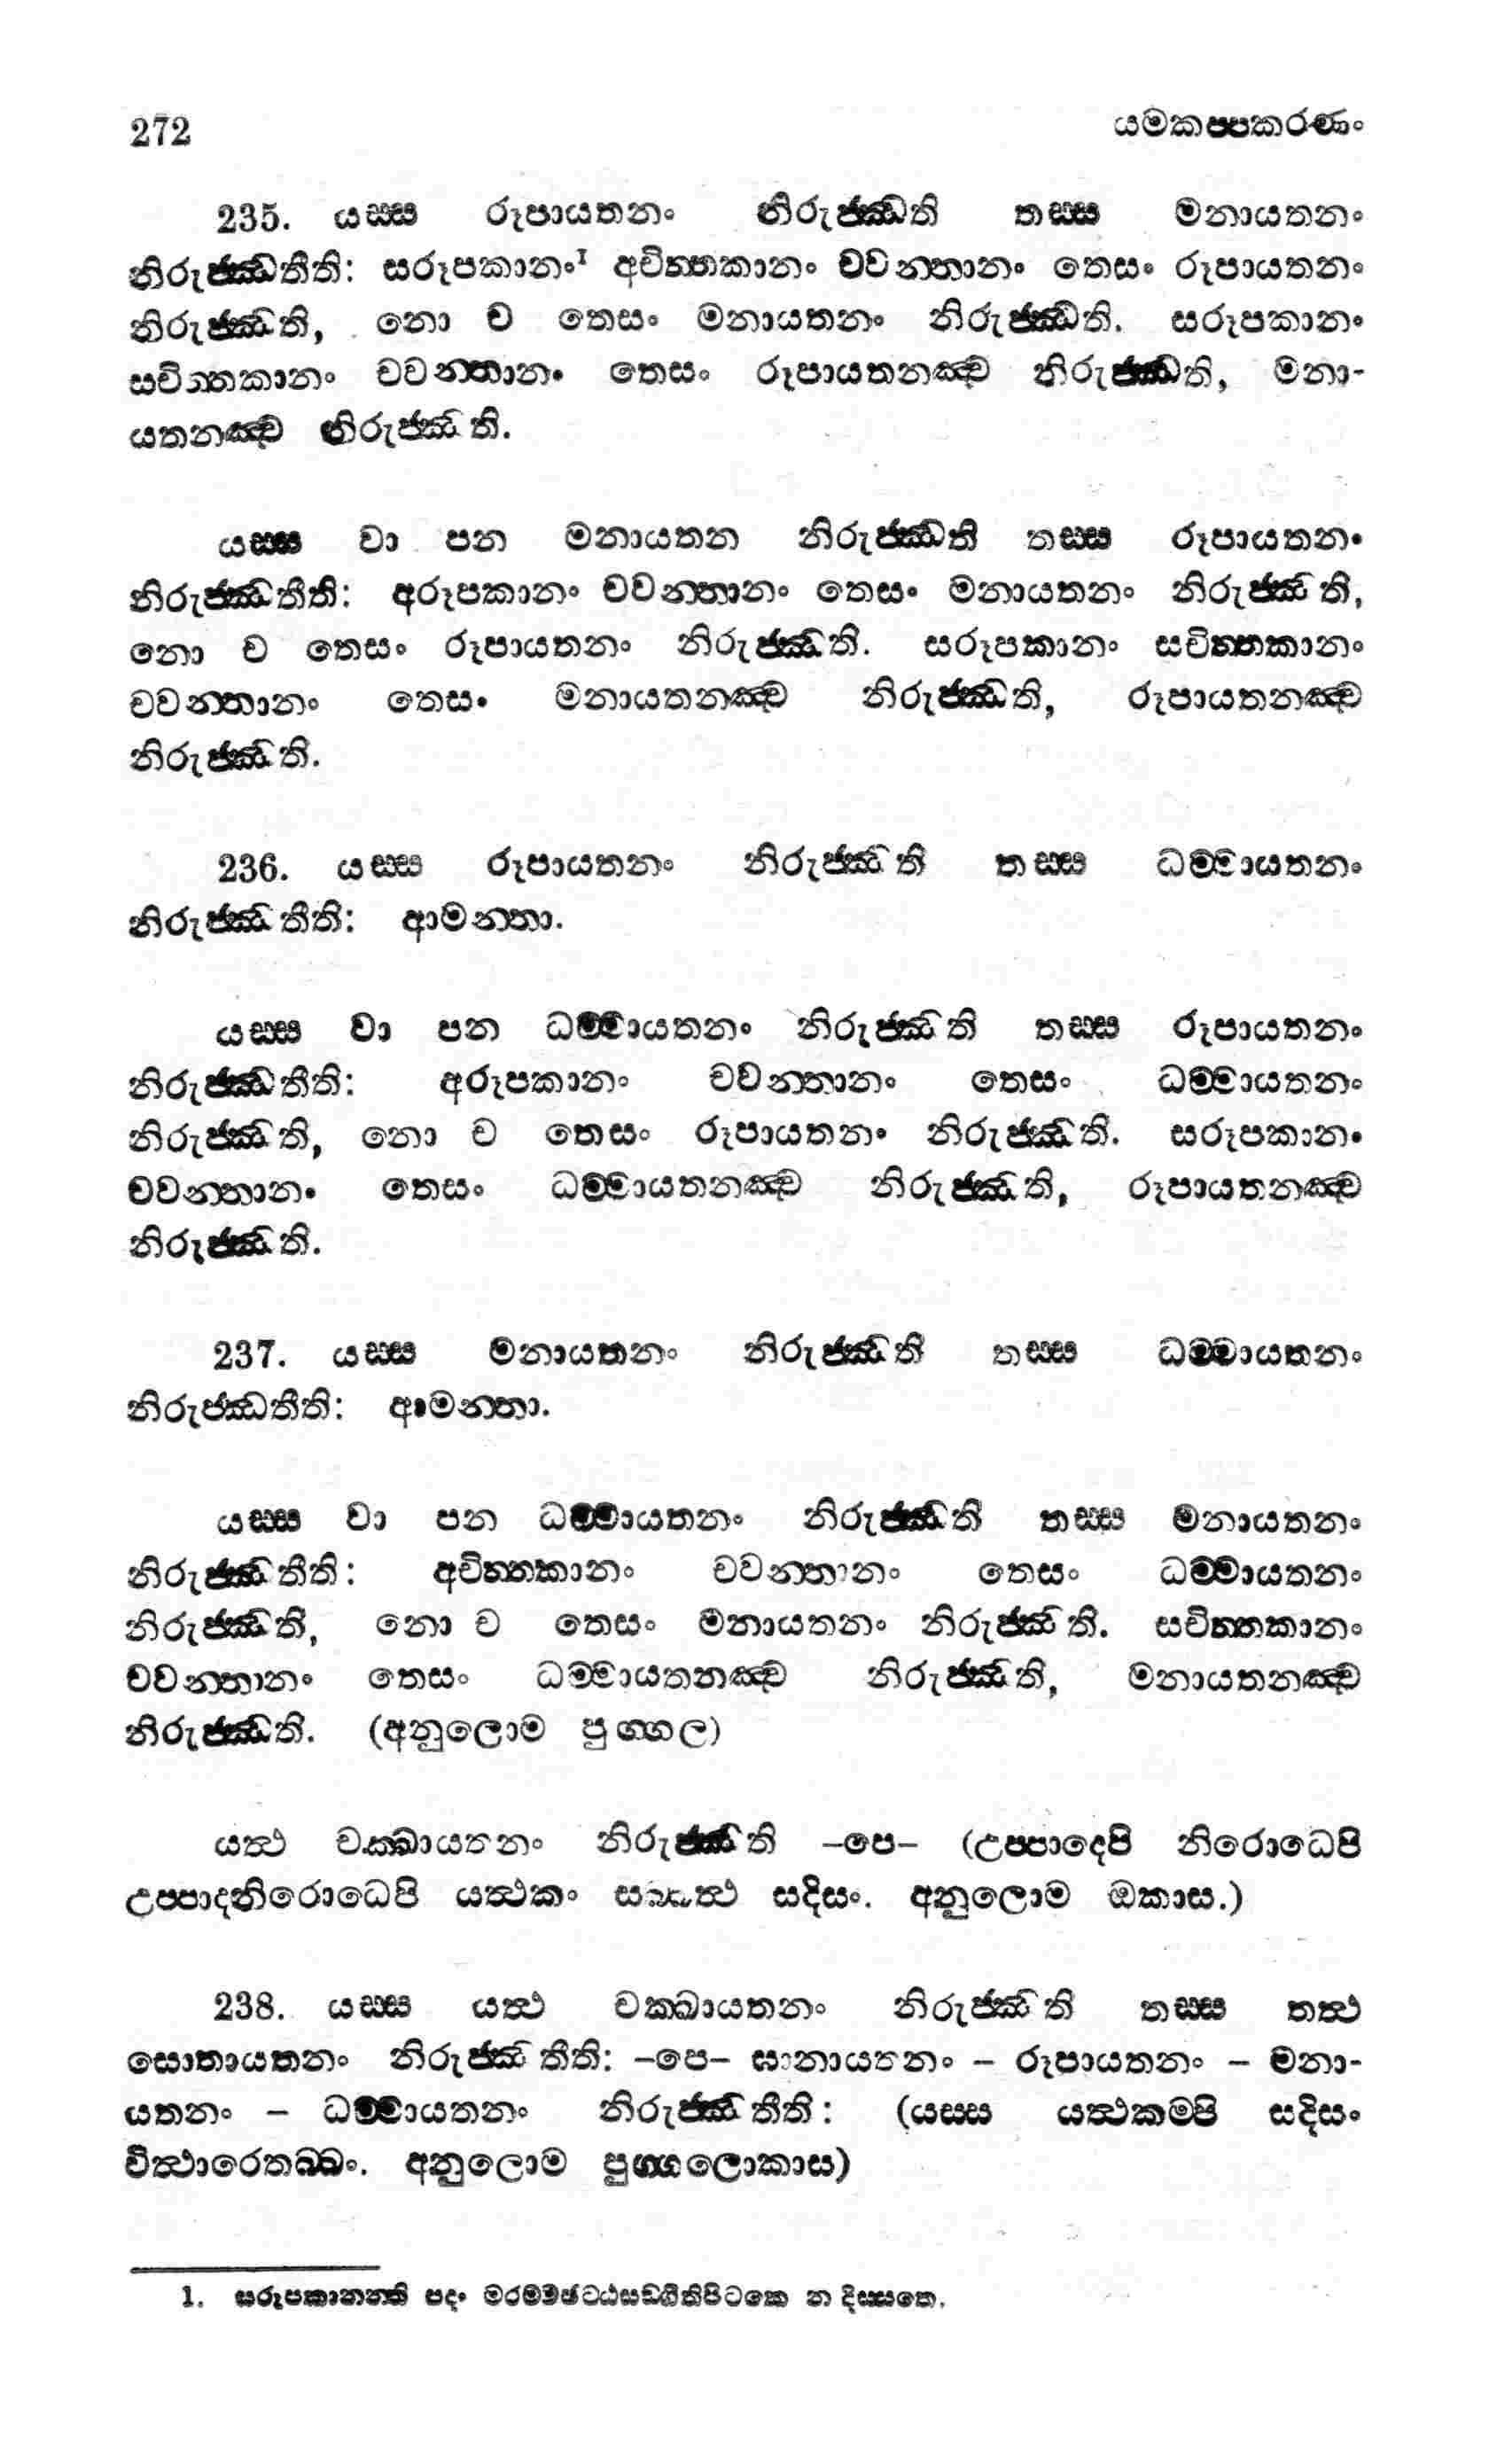 272 යමකප්පකරණං
235. යස්ස රූපායතනං නිරුජ්ඣති තස්ස මනායතනං
නිරුජ්ඣතීති: සරූපකානං¹ අචිත්තකානං චවන්තානං තෙසං රූපායතනං
නිරුජ්ඣති, නො ච තෙසං මනායතනං නිරුජ්ඣති. සරූපකානං
සචිත්තකානං චවන්තානං තෙසං රූපායතනඤ්ච නිරුජ්ඣති, මනා-
යතනඤ්ච නිරුජ්ඣති.
යස්ස වා පන මනායතන නිරුජ්ඣති තස්ස රූපායතනං
නිරුජ්ඣතීති: අරූපකානං චවන්තානං තෙසං මනායතනං නිරුජ්ඣති,
නො ච තෙසං රූපායතනං නිරුජ්ඣති. සරූපකානං සචිත්තකානං
චවන්තානං තෙසං මනායතනඤ්ච නිරුජ්ඣති, රූපායතනඤ්ච
නිරුජ්ඣති.
236. යස්ස රූපායතනං නිරුජ්ඣති තස්ස ධම්මායතනං
නිරුජ්ඣතීති: ආමන්තා.
යස්ස වා පන ධම්මායතනං නිරුජ්ඣති තස්ස රූපායතනං
නිරුජ්ඣතීති: අරූපකානං චවන්තානං තෙසං ධම්මායතනං
නිරුජ්ඣති, නො ච තෙසං රූපායතනං නිරුජ්ඣති. සරූපකානං
චවන්තානං තෙසං ධම්මායතනඤ්ච නිරුජ්ඣති, රූපායතනඤ්ච
නිරුජ්ඣති.
237. යස්ස මනායතනං නිරුජ්ඣති තස්ස ධම්මායතනං
නිරුජ්ඣතීති: ආමන්තා.
යස්ස වා පන ධම්මායතනං නිරුජ්ඣති තස්ස මනායතනං
නිරුජ්ඣතීති: අචිත්තකානං චවන්තානං තෙසං ධම්මායතනං
නිරුජ්ඣති, නො ච තෙසං මනායතනං නිරුජ්ඣති. සචිත්තකානං
චවන්තානං තෙසං ධම්මායතනඤ්ච නිරුජ්ඣති, මනායතනඤ්ච
නිරුජ්ඣති. (අනුලොම පුග්ගල)
යත්ථ චක්ඛායතනං නිරුජ්ඣති -පෙ- (උප්පාදෙපි නිරොධෙපි
උප්පාදනිරොධෙපි යත්ථකං සබ්බත්ථ සදිසං. අනුලොම ඔකාස.)
238. යස්ස යත්ථ චක්ඛායතනං නිරුජ්ඣති තස්ස තත්ථ
සොතායතනං නිරුජ්ඣතීති: -පෙ- ඝානායතනං - රූපායතනං - මනා-
යතනං - ධම්මායතනං නිරුජ්ඣතීති: (යස්ස යත්ථකම්පි සදිසං
විත්ථාරෙතබ්බං. අනුලොම පුග්ගලොකාස)
1. සරූපකානන්ති පදං මරම්මඡට්ඨසඞ්ගීතිපිටකෙ න දිස්සතෙ.